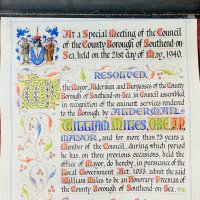 At a Special Meeting of the Council
of the County Borough of Southend-on-
Sea, held on the 21st day of May, 1940.
RESOLVED,
The Mayor, Aldermen and Burgesses of the County
Borough of Southend-on-Sea, in Council assembled,
in recognition of the eminent services rendered
to the Borough by ALDERMAN
WILLIAM MILES, ONE, J.P.,
MAJOR, and for more than 25 years a
Member of the Council, during which period
he has, on three previous occasions, held the
office of Mayor, do hereby, in pursuance of the
Local Government Act, 1933, admit the said
William Miles to be an Honorary Freeman of
the County Borough of Southend-on-Sea.